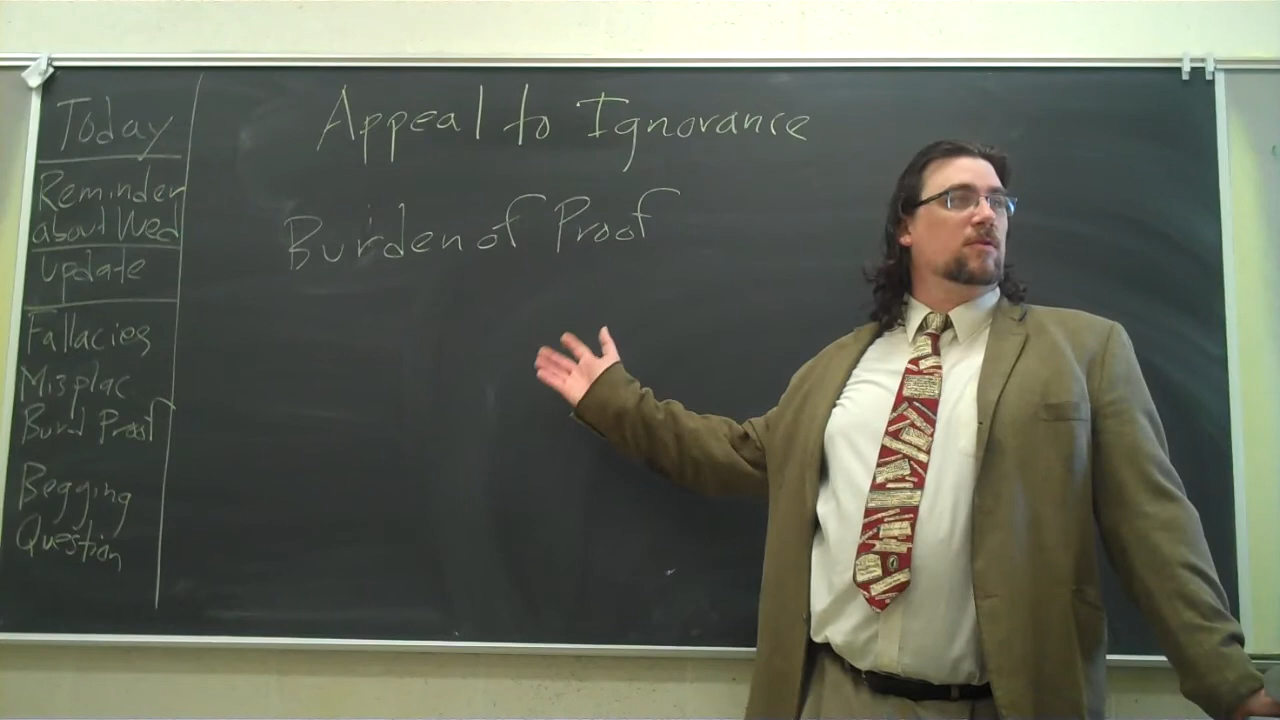 Today
Reminder
about Wed
update
Fallacies
Misplac
Burd Proof
Begging
Question
Appeal to Ignorance
Burden of Proof